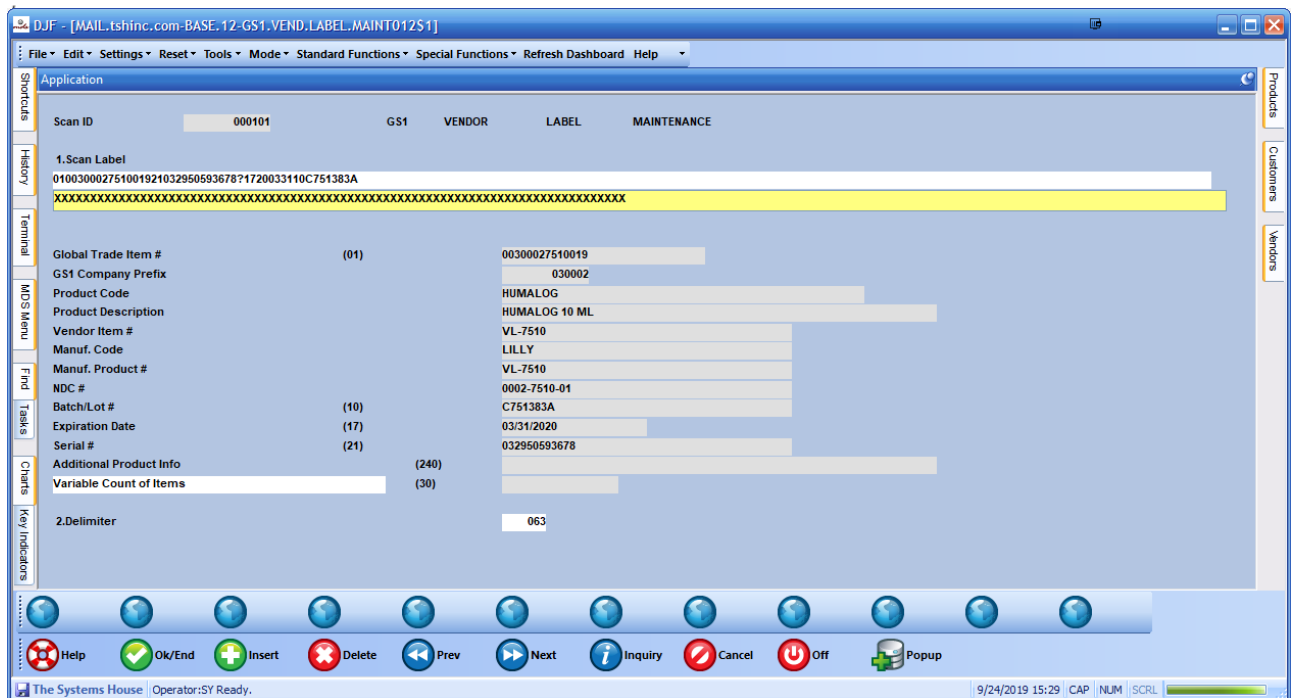 DJF - [MAIL.tshinc.com-BASE.12-GS1.VEND.LABEL.MAINT012S1]
File Edit Settings Reset Tools Mode Standard Functions Special Functions Refresh Dashboard Help
Application
Shortcuts
History
Terminal
MDS Menu
Find
Tasks
Charts
Key Indicators
Scan ID 000101 GS1 VENDOR LABEL MAINTENANCE
1.Scan Label
010030002751001921032950593678?1720033110C751383A
Global Trade Item # (01) 00300027510019
GS1 Company Prefix 030002
Product Code HUMALOG
Product Description HUMALOG 10 ML
Vendor Item # VL-7510
Manuf. Code LILLY
Manuf. Product # VL-7510
NDC # 0002-7510-01
Batch/Lot # (10) C751383A
Expiration Date (17) 03/31/2020
Serial # (21) 032950593678
Additional Product Info (240)
Variable Count of Items (30)
2.Delimiter 063
Products
Customers
Vendors
Help Ok/End Insert Delete Prev Next Inquiry Cancel Off Popup
The Systems House Operator:SY Ready. 9/24/2019 15:29 CAP NUM SCRL